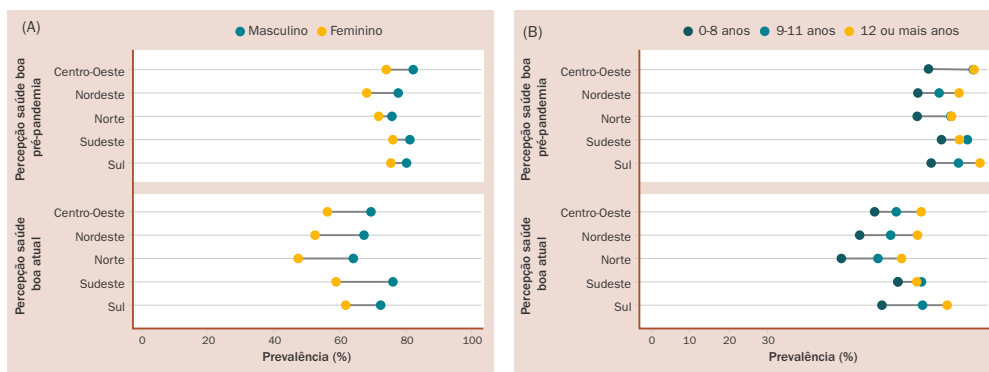 (A)
Masculino Feminino
Percepção saúde boa
pré-pandemia
Centro-Oeste
Nordeste
Norte
Sudeste
Sul
Percepção saúde
boa atual
Centro-Oeste
Nordeste
Norte
Sudeste
Sul
0 20 40 60 80 100
Prevalência (%)
(B)
0-8 anos 9-11 anos 12 ou mais anos
Percepção saúde boa
pré-pandemia
Centro-Oeste
Nordeste
Norte
Sudeste
Sul
Percepção saúde
boa atual
Centro-Oeste
Nordeste
Norte
Sudeste
Sul
0 10 20 30
Prevalência (%)